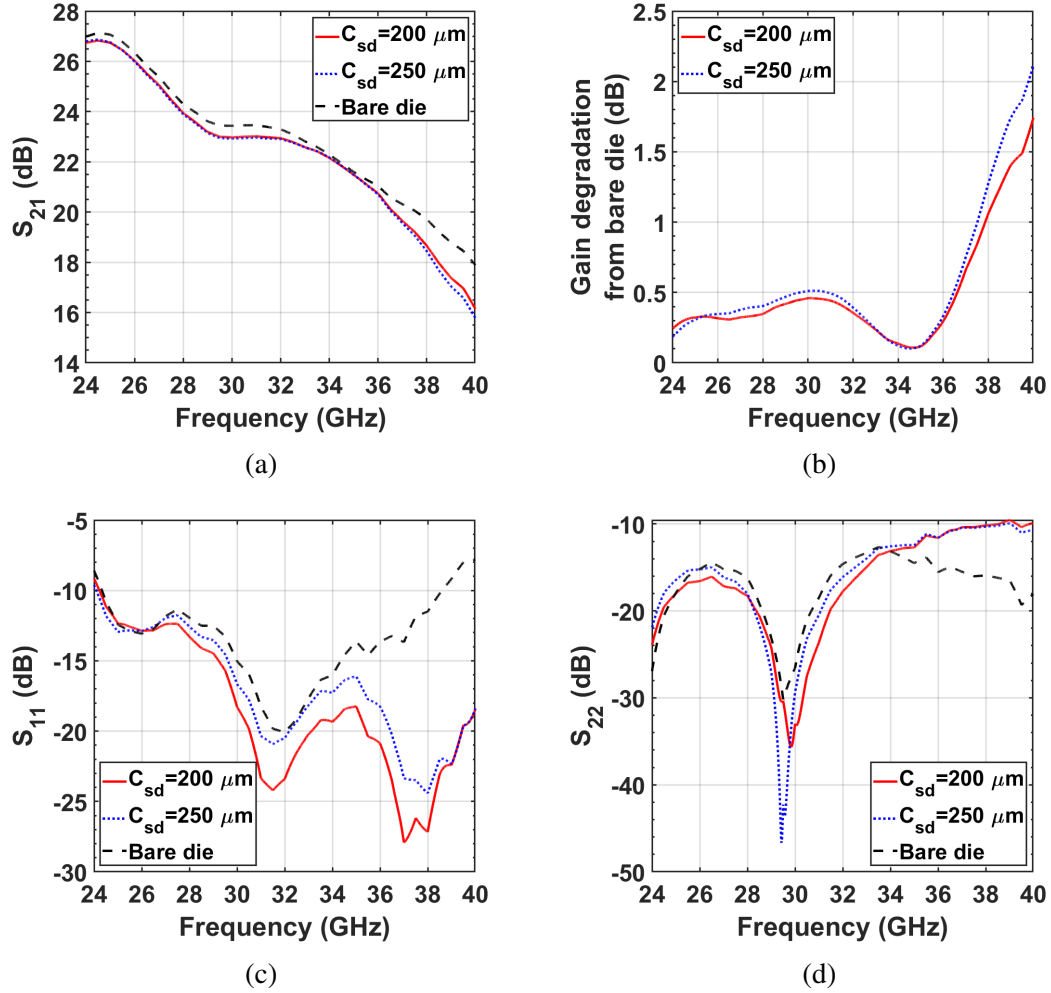 28
26
24
22
20
18
16
14
S21 (dB)
Csd=200 μm
Csd=250 μm
Bare die
24 26 28 30 32 34 36 38 40
Frequency (GHz)
(a)
2.5
2
1.5
1
0.5
0
Gain degradation
from bare die (dB)
Csd=200 μm
Csd=250 μm
24 26 28 30 32 34 36 38 40
Frequency (GHz)
(b)
-5
-10
-15
-20
-25
-30
S11 (dB)
Csd=200 μm
Csd=250 μm
Bare die
24 26 28 30 32 34 36 38 40
Frequency (GHz)
(c)
-10
-20
-30
-40
-50
S22 (dB)
Csd=200 μm
Csd=250 μm
Bare die
24 26 28 30 32 34 36 38 40
Frequency (GHz)
(d)